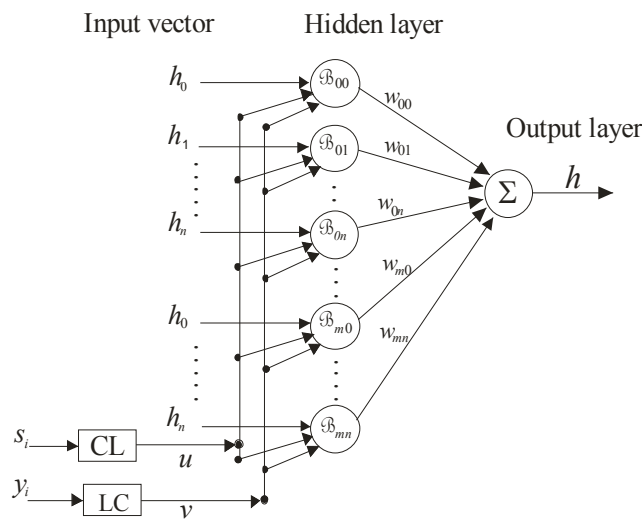 Input vector Hidden layer
h₀ ℬ₀₀ w₀₀
Output layer
h₁ ℬ₀₁ w₀₁
Σ h
hₙ ℬ₀ₙ w₀ₙ
wₘ₀
h₀ ℬₘ₀
wₘₙ
hₙ ℬₘₙ
sᵢ CL u
yᵢ LC v